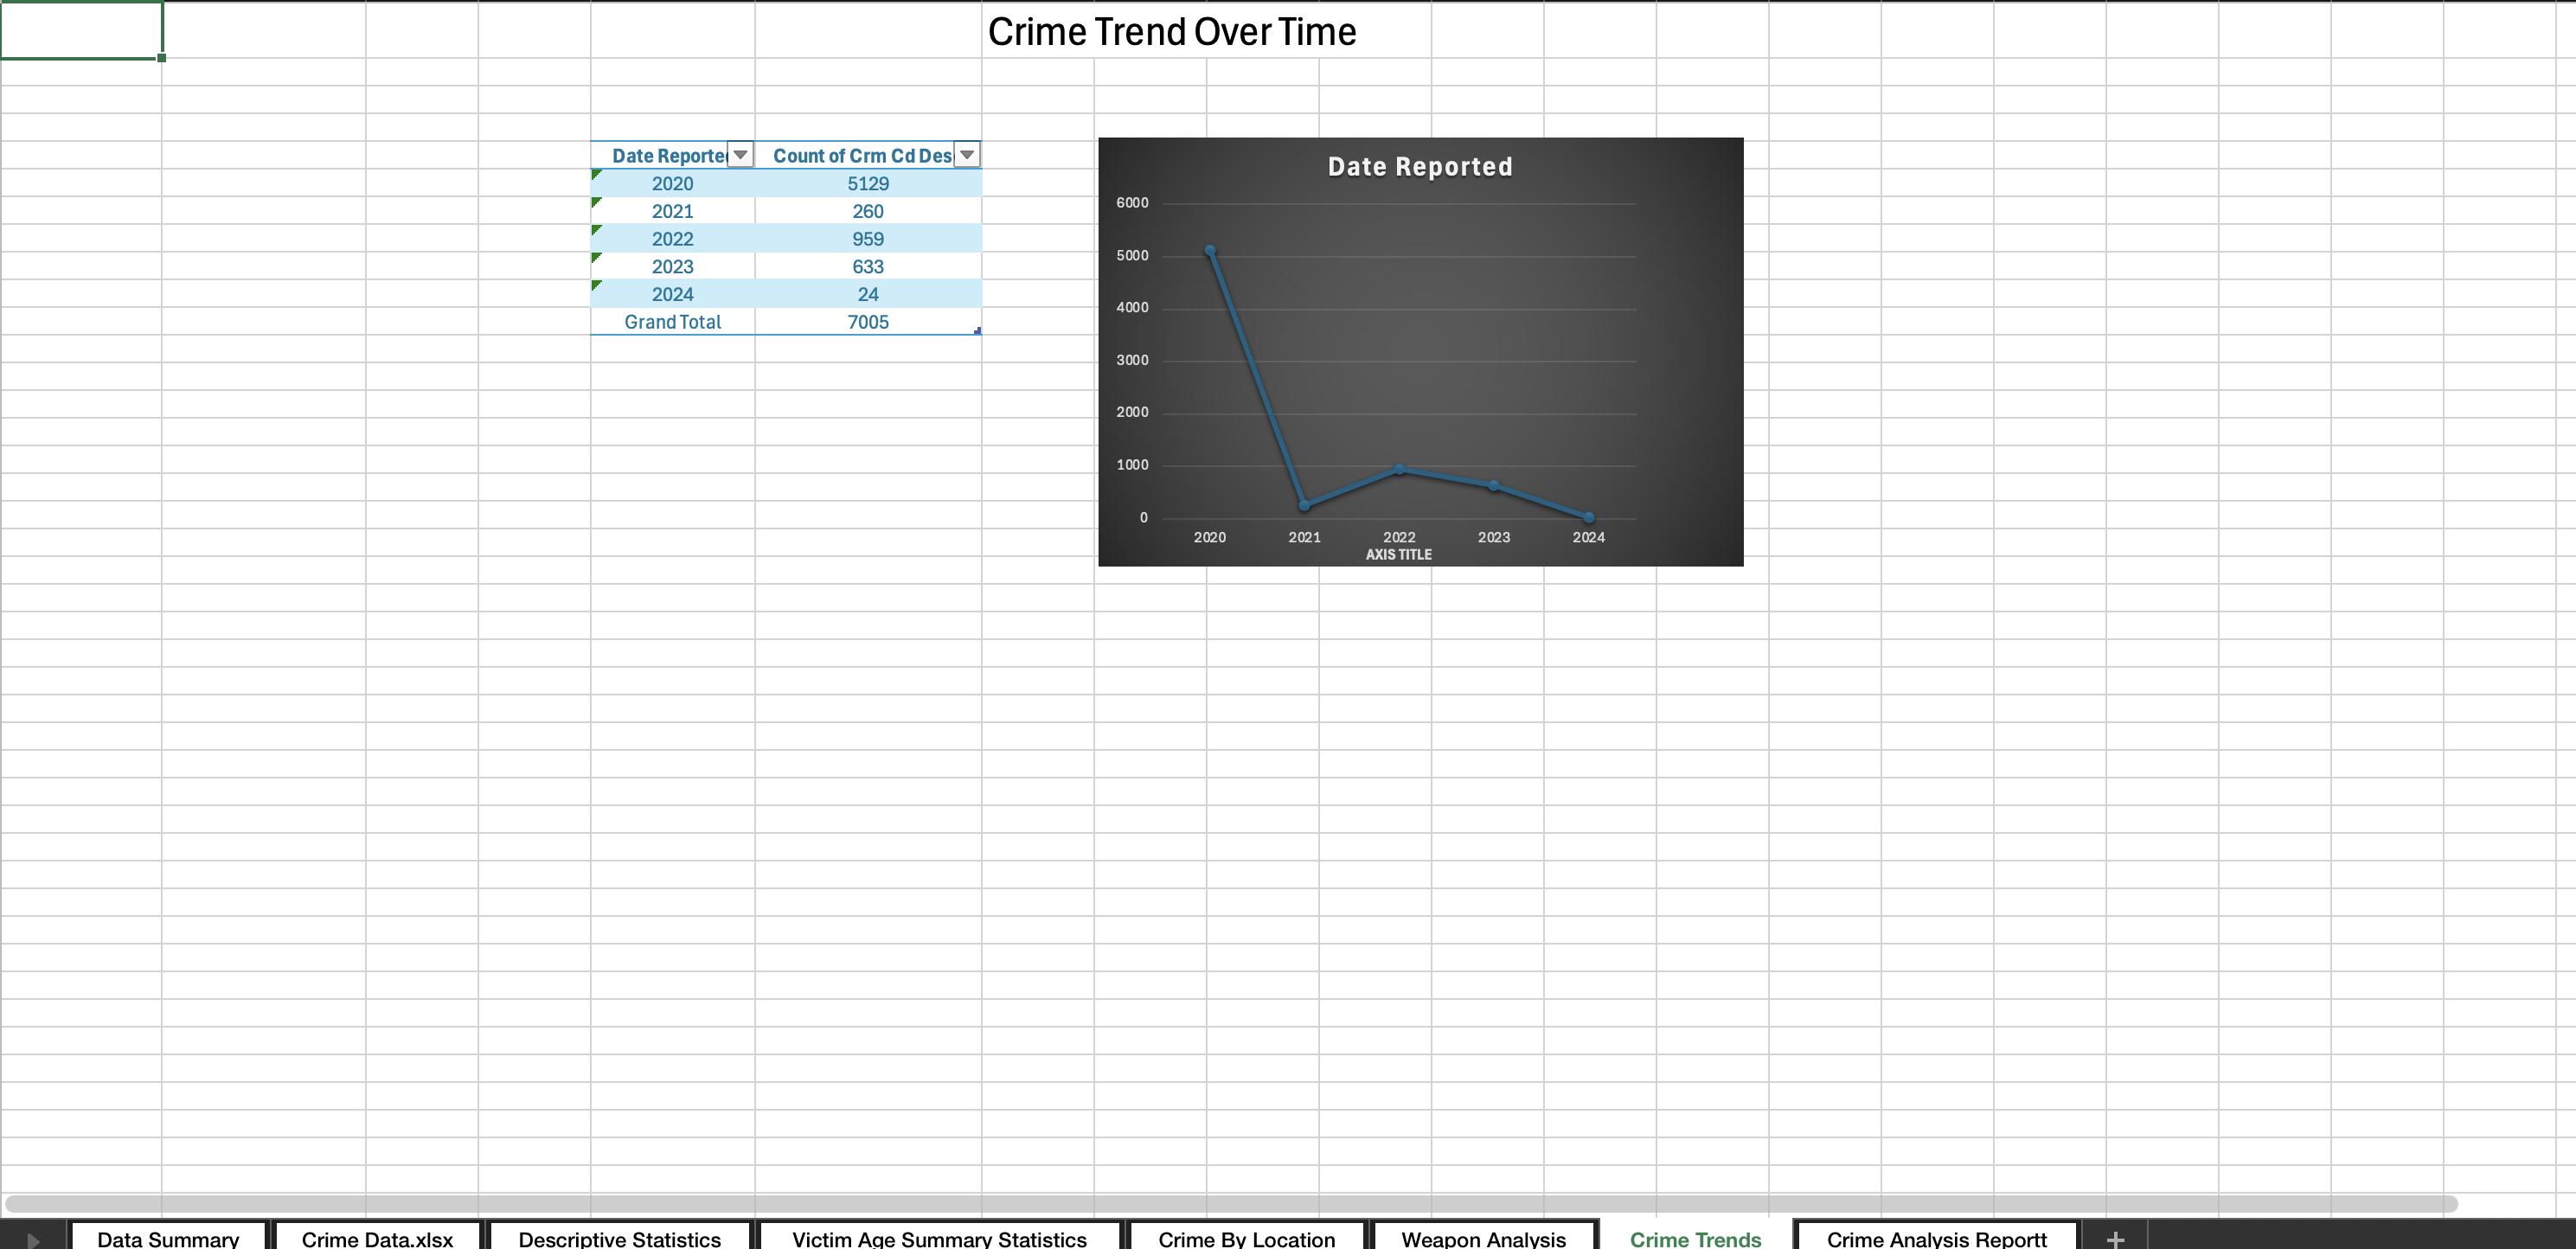 Crime Trend Over Time
Date Reporte Count of Crm Cd Des
2020 5129
2021 260
2022 959
2023 633
2024 24
Grand Total 7005
Date Reported
6000
5000
4000
3000
2000
1000
0
2020 2021 2022 2023 2024
AXIS TITLE
Data Summary Crime Data.xlsx Descriptive Statistics Victim Age Summary Statistics Crime By Location Weapon Analysis Crime Trends Crime Analysis Reportt +